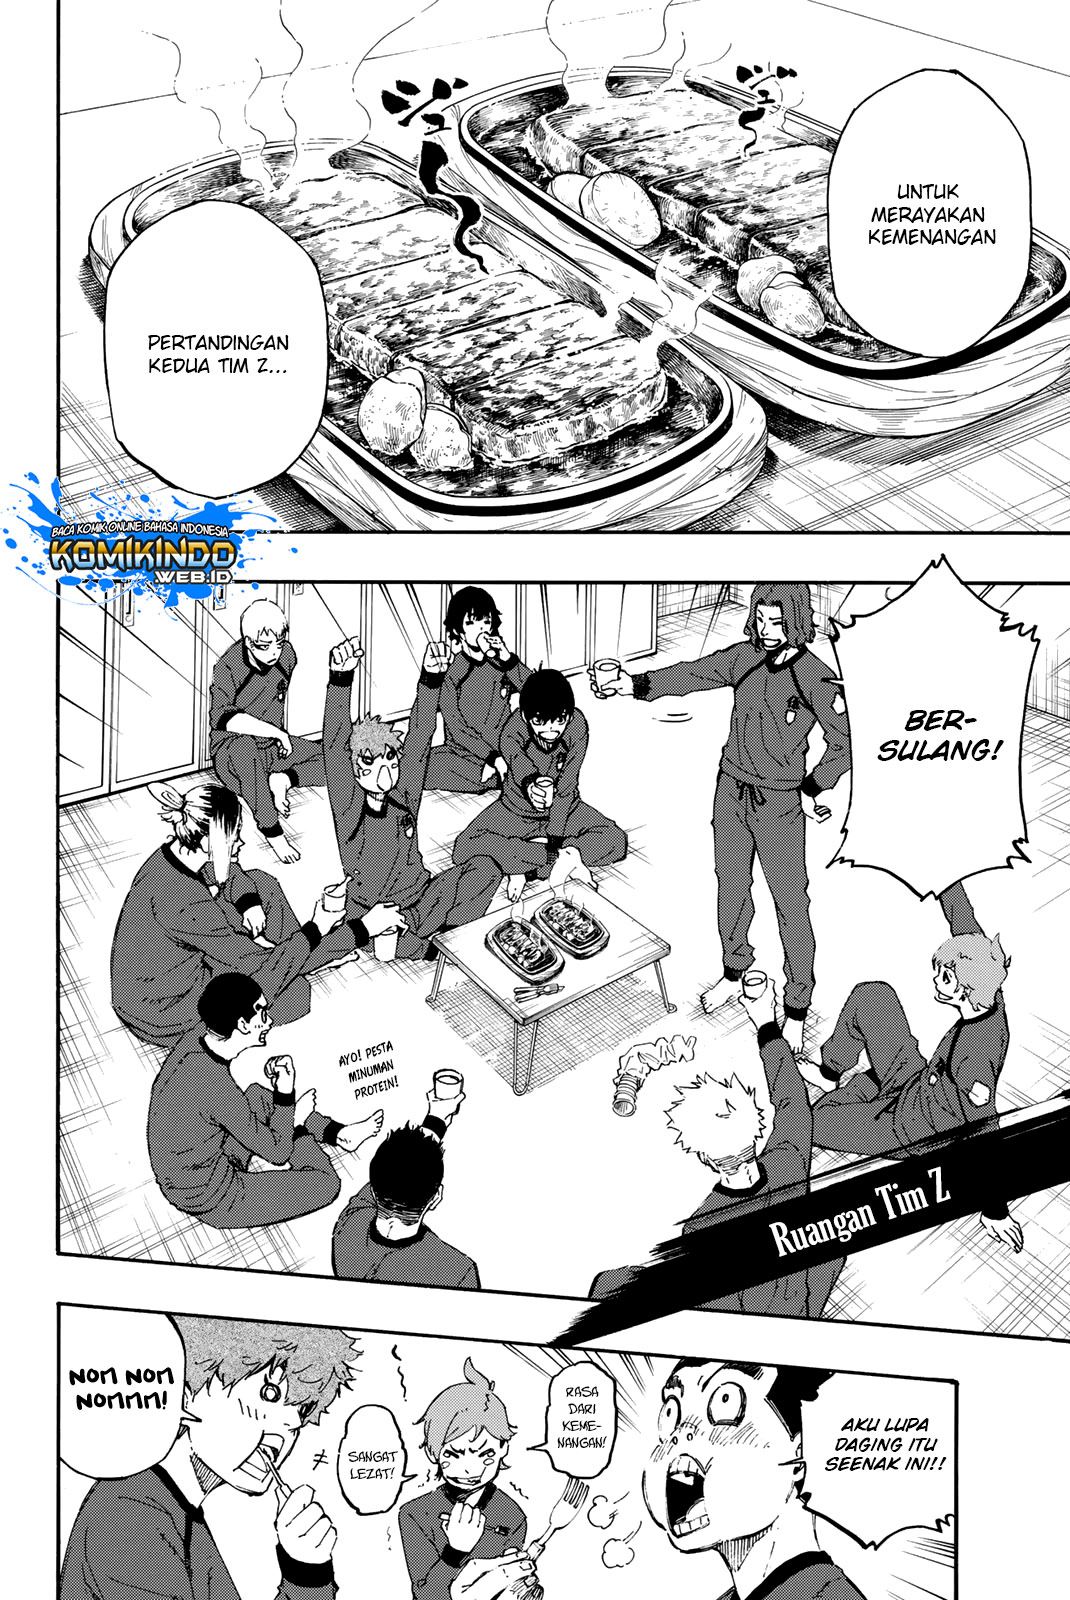 UNTUK
MERAYAKAN
KEMENANGAN
PERTANDINGAN
KEDUA TIM Z...
BACA KOMIK ONLINE BAHASA INDONESIA
KOMIKINDO
WEB.ID
BER-
SULANG!
AYO! PESTA
MINUMAN
PROTEIN!
Ruangan Tim Z
NOM NOM
NOMMM!
SANGAT
LEZAT!
RASA
DARI
KEME-
NANGAN!
AKU LUPA
DAGING ITU
SEENAK INI!!